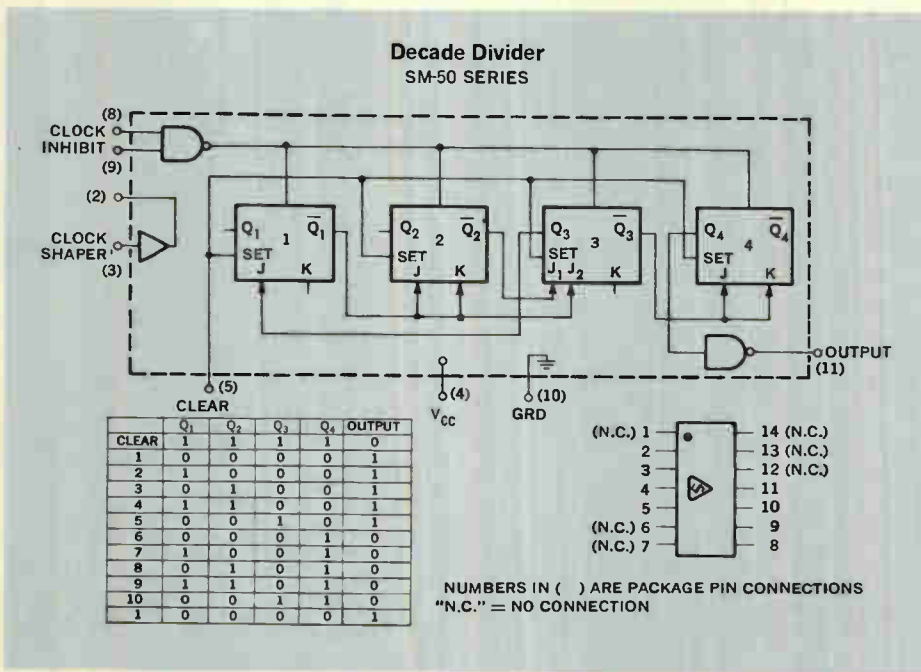 Decade Divider
SM-50 SERIES
(8)
CLOCK
INHIBIT
(9)
(2)
CLOCK
SHAPER
(3)
Q1 1 Q̅1
SET
J K
Q2 2 Q̅2
SET
J K
Q3 3 Q̅3
SET
J1 J2 K
Q4 4 Q̅4
SET
J K
OUTPUT
(11)
(5)
CLEAR
(4)
VCC
(10)
GRD
Q1 Q2 Q3 Q4 OUTPUT
CLEAR 1 1 1 1 0
1 0 0 0 0 1
2 1 0 0 0 1
3 0 1 0 0 1
4 1 1 0 0 1
5 0 0 1 0 1
6 0 0 0 1 0
7 1 0 0 1 0
8 0 1 0 1 0
9 1 1 0 1 0
10 0 0 1 1 0
1 0 0 0 0 1
(N.C.) 1 14 (N.C.)
2 13 (N.C.)
3 12 (N.C.)
4 11
5 10
(N.C.) 6 9
(N.C.) 7 8
NUMBERS IN ( ) ARE PACKAGE PIN CONNECTIONS
"N.C." = NO CONNECTION